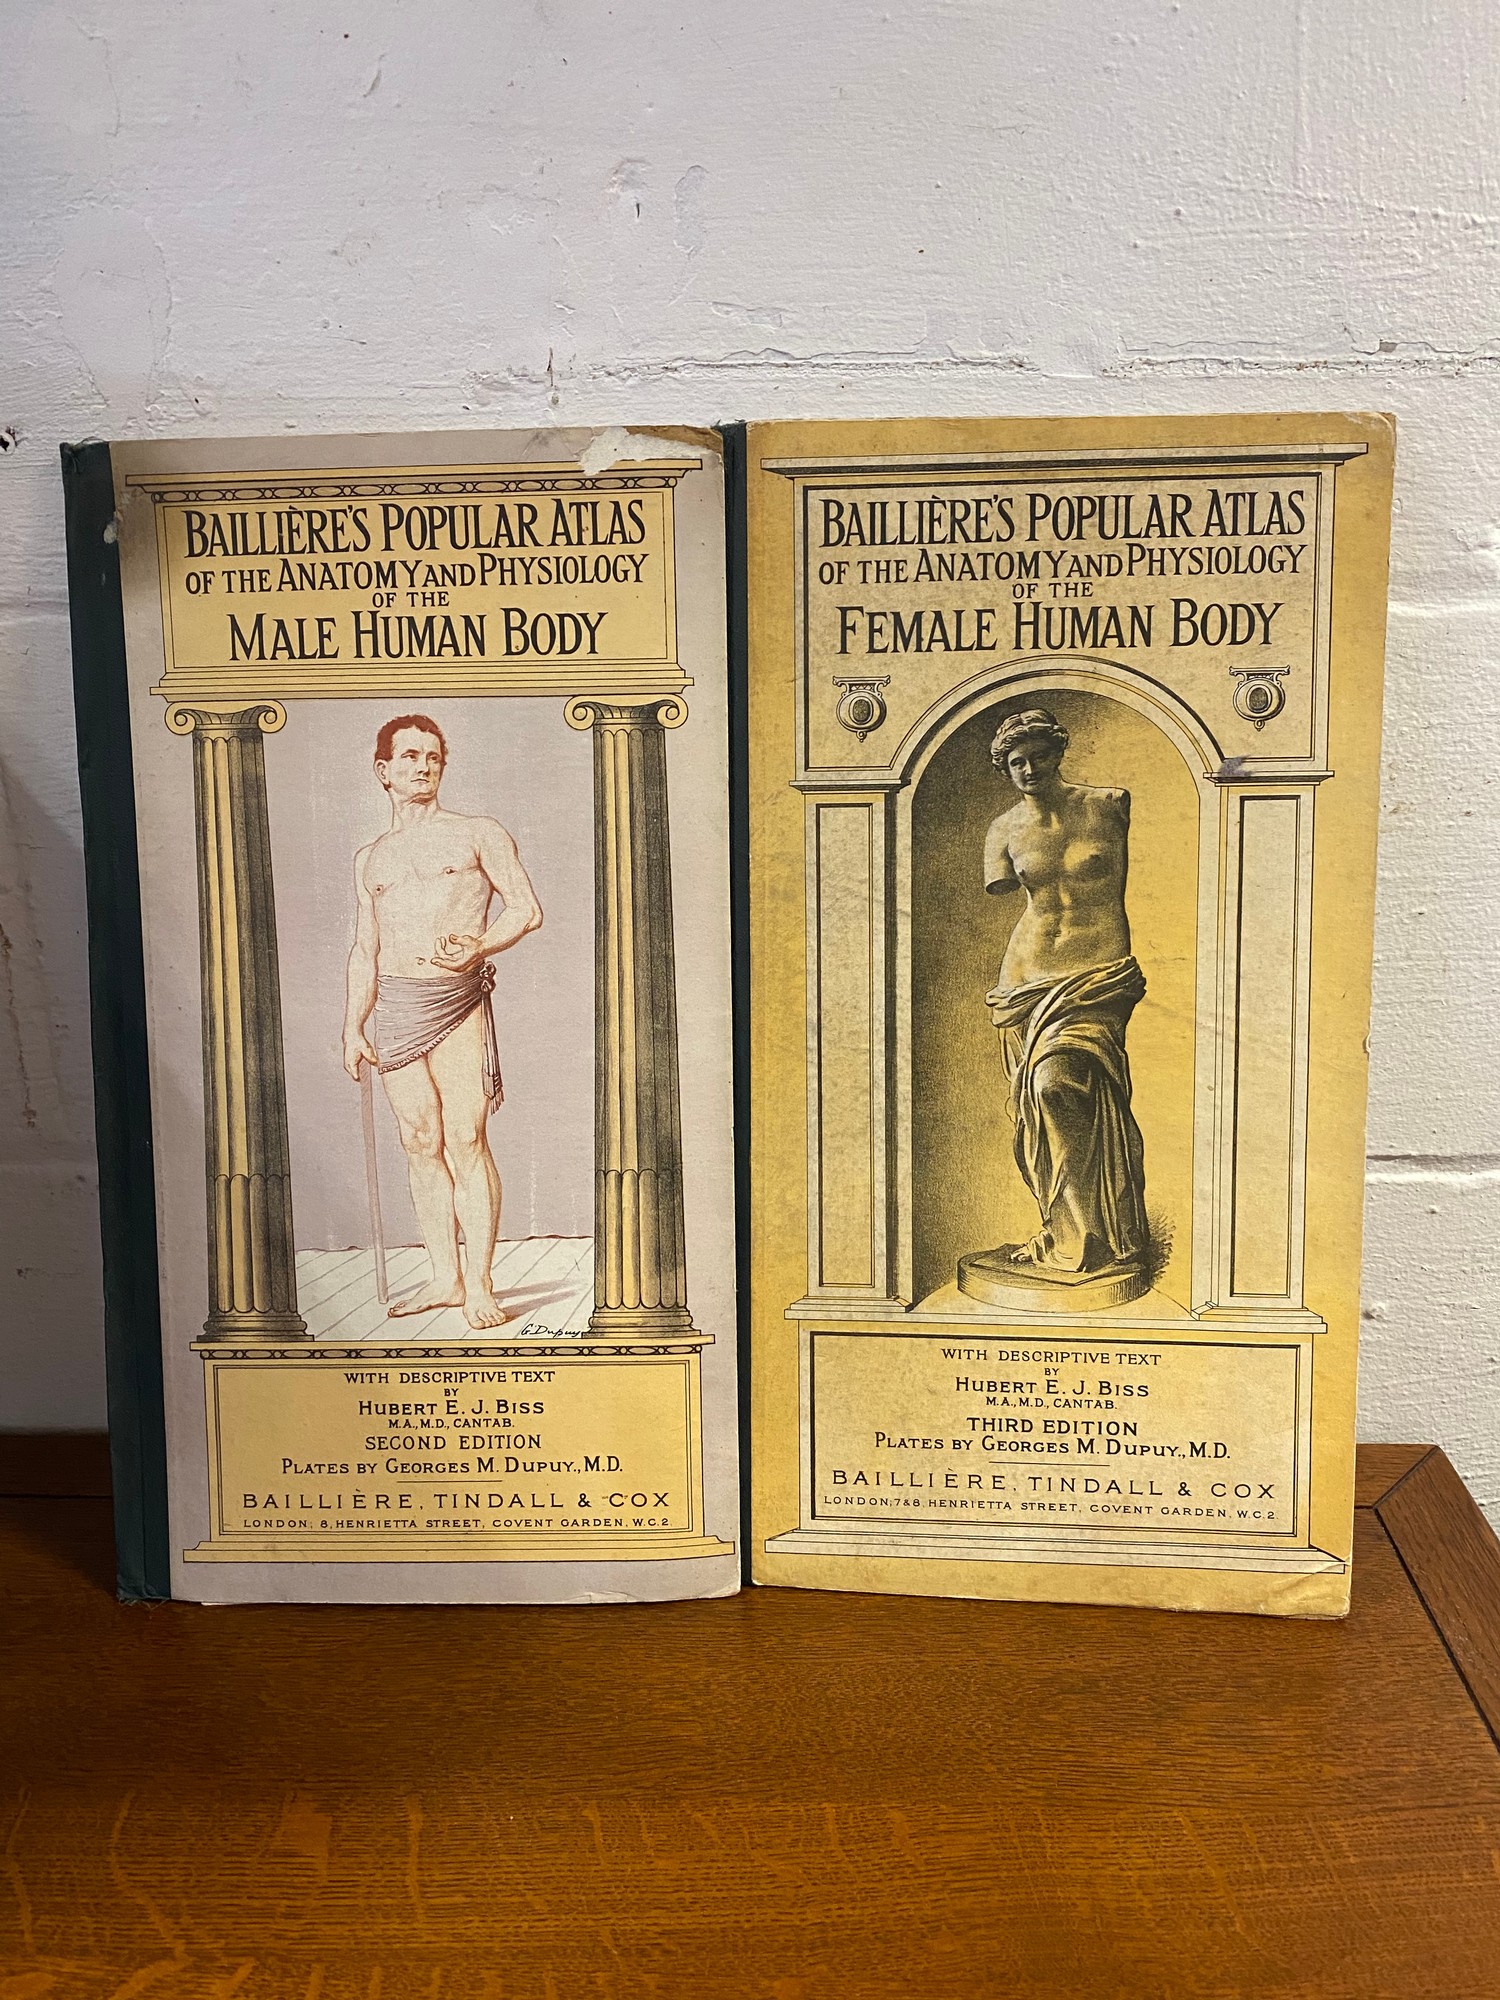 BAILLIÈRE'S POPULAR ATLAS
OF THE ANATOMY AND PHYSIOLOGY
OF THE
MALE HUMAN BODY
G. Dupuy
WITH DESCRIPTIVE TEXT
BY
HUBERT E. J. BISS
M.A., M.D., CANTAB.
SECOND EDITION
PLATES BY GEORGES M. DUPUY., M.D.
BAILLIÈRE, TINDALL & COX
LONDON; 8, HENRIETTA STREET, COVENT GARDEN, W.C.2.
BAILLIÈRE'S POPULAR ATLAS
OF THE ANATOMY AND PHYSIOLOGY
OF THE
FEMALE HUMAN BODY
WITH DESCRIPTIVE TEXT
BY
HUBERT E. J. BISS
M.A., M.D., CANTAB.
THIRD EDITION
PLATES BY GEORGES M. DUPUY., M.D.
BAILLIÈRE, TINDALL & COX
LONDON; 7 & 8, HENRIETTA STREET, COVENT GARDEN, W.C.2.